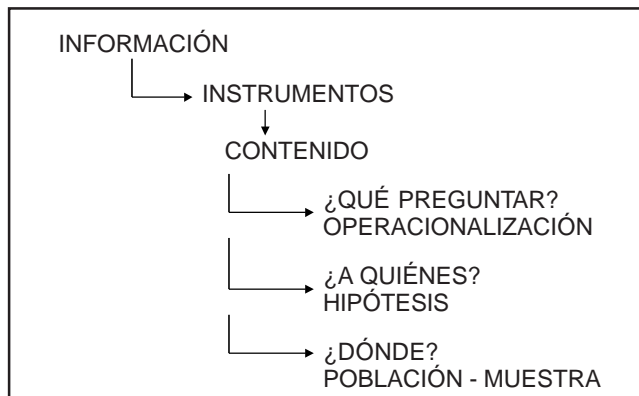 INFORMACIÓN
INSTRUMENTOS
CONTENIDO
¿QUÉ PREGUNTAR?
OPERACIONALIZACIÓN
¿A QUIÉNES?
HIPÓTESIS
¿DÓNDE?
POBLACIÓN - MUESTRA